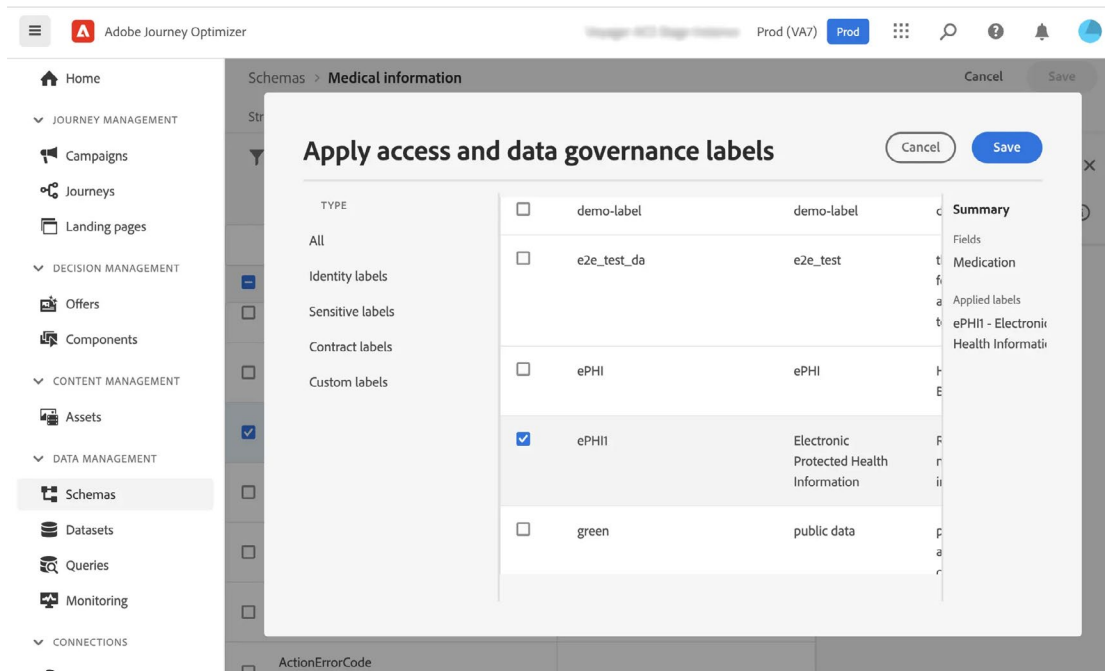 Adobe Journey Optimizer
Prod (VA7)
Prod
Home
JOURNEY MANAGEMENT
Campaigns
Journeys
Landing pages
DECISION MANAGEMENT
Offers
Components
CONTENT MANAGEMENT
Assets
DATA MANAGEMENT
Schemas
Datasets
Queries
Monitoring
CONNECTIONS
Schemas > Medical information
Cancel
Save
Str
Apply access and data governance labels
Cancel
Save
TYPE
All
Identity labels
Sensitive labels
Contract labels
Custom labels
demo-label demo-label
e2e_test_da e2e_test
ePHI ePHI
ePHI1 Electronic
Protected Health
Information
green public data
Summary
Fields
Medication
Applied labels
ePHI1 - Electroni
Health Informati
ActionErrorCode